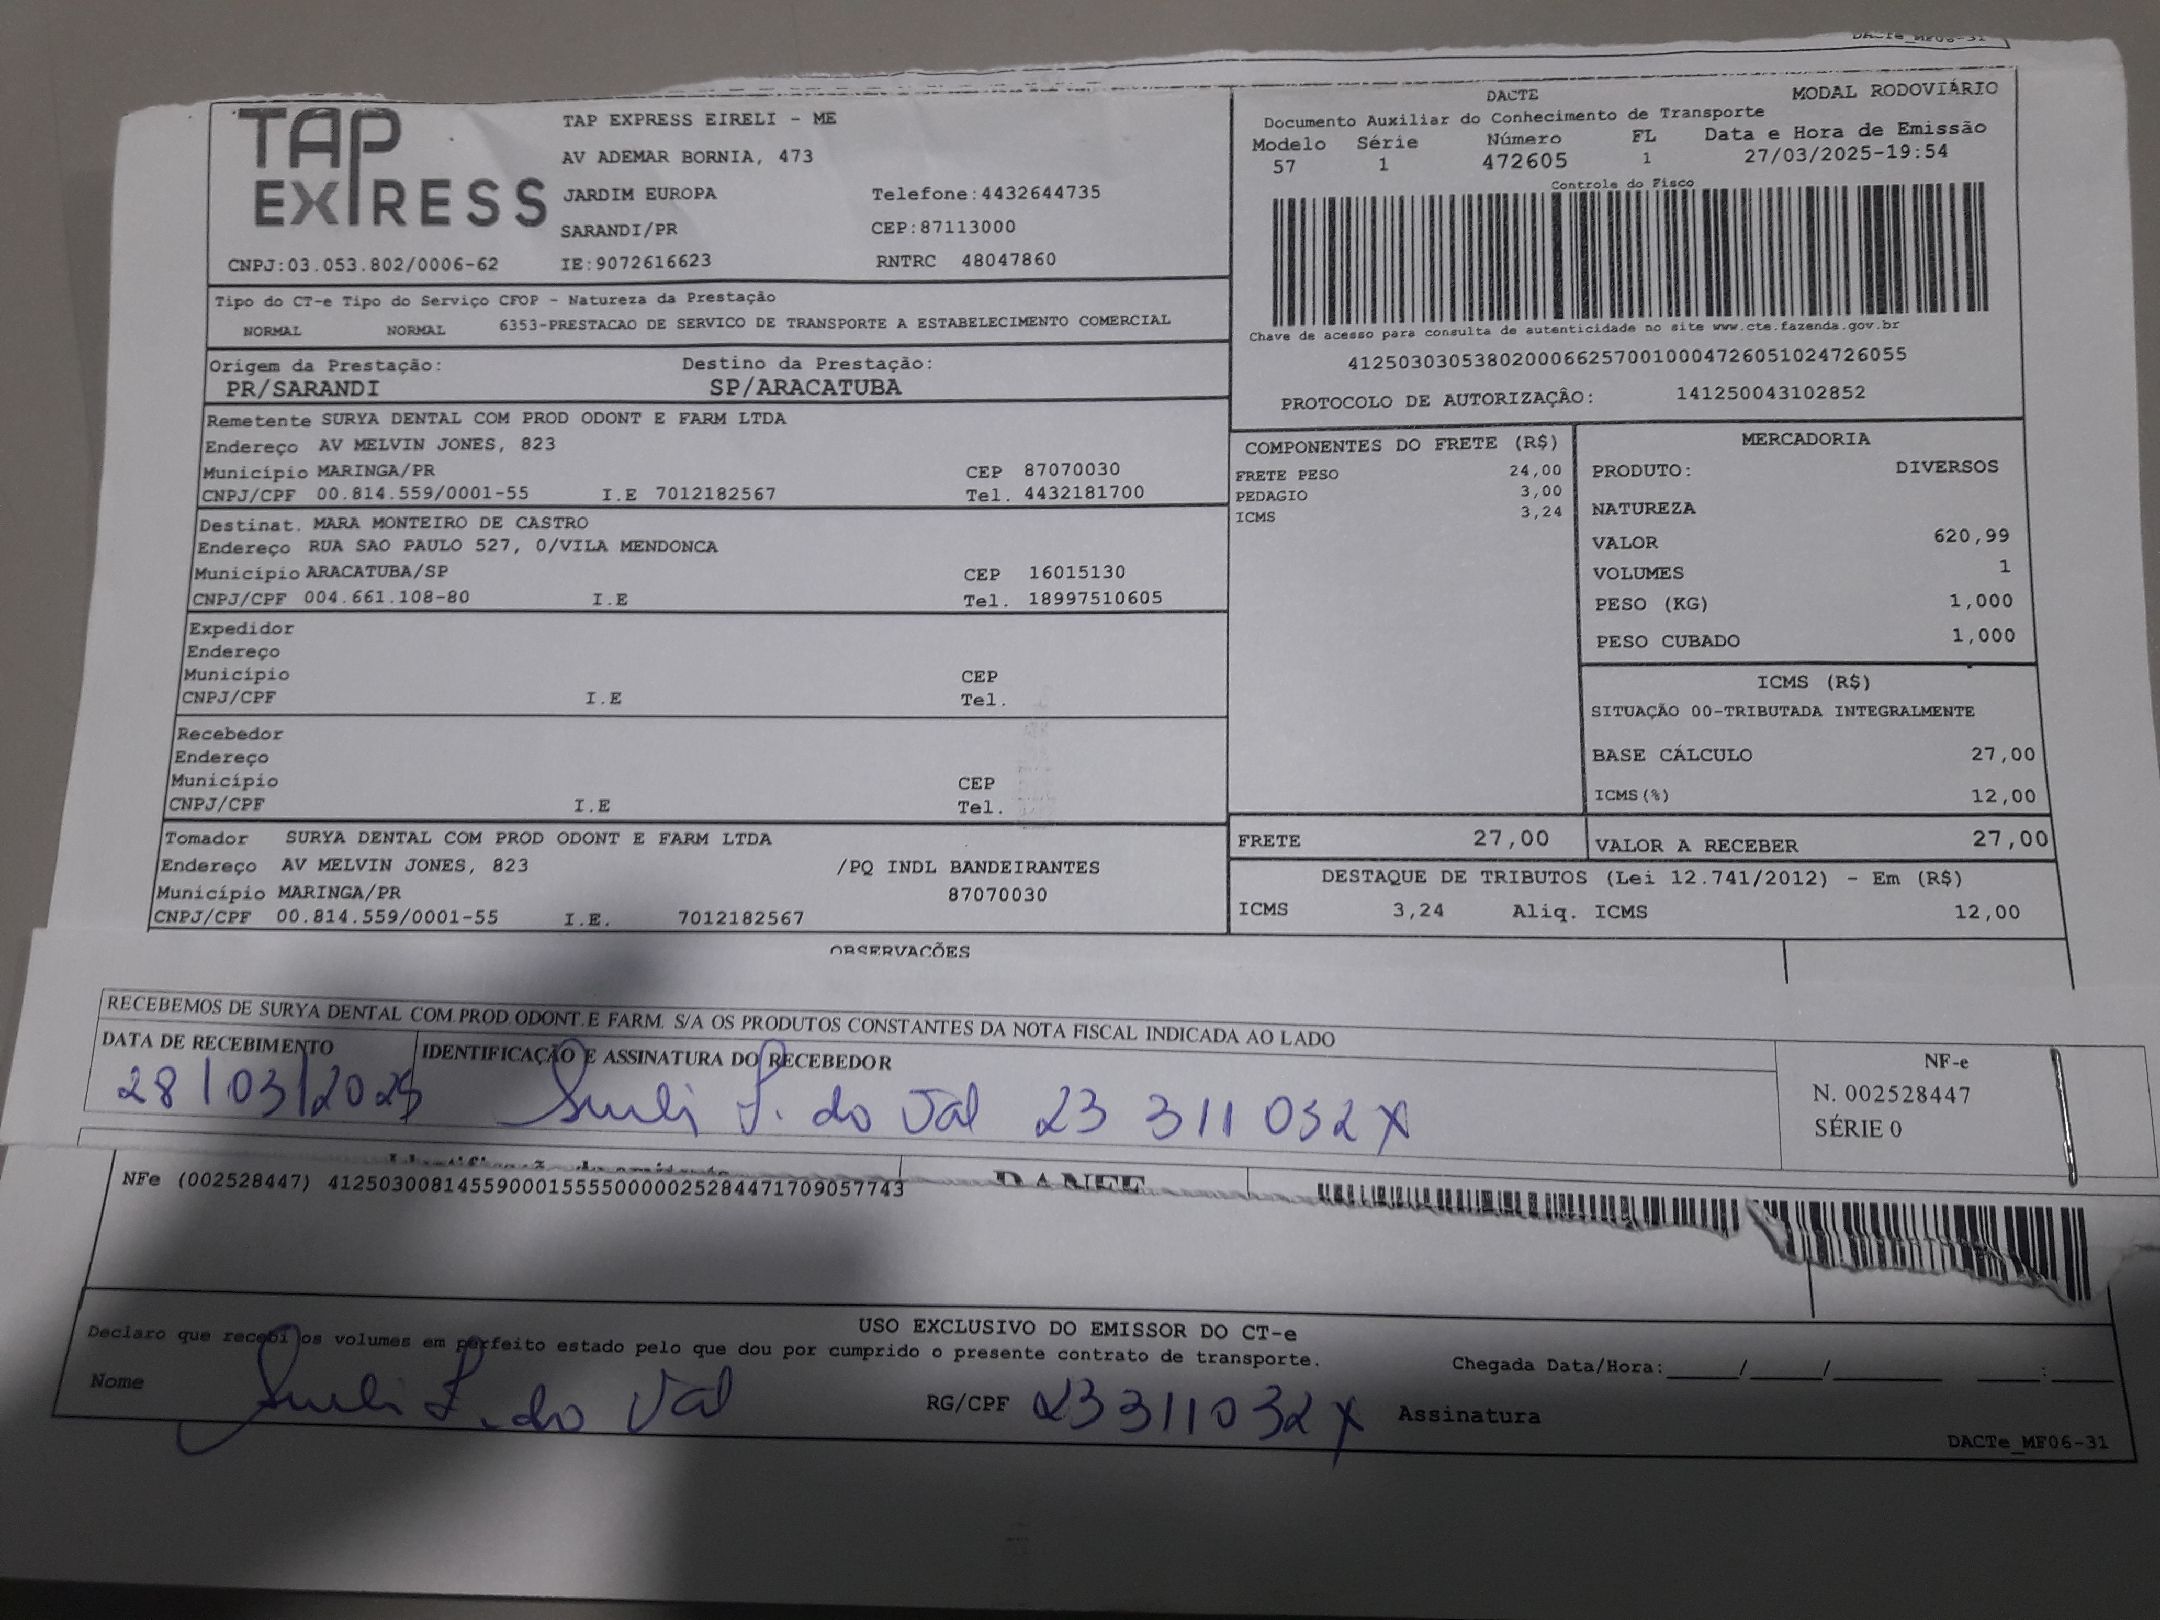 DACTe_MF06-31
TAP EXPRESS
TAP EXPRESS EIRELI - ME
AV ADEMAR BORNIA, 473
JARDIM EUROPA Telefone:4432644735
SARANDI/PR CEP:87113000
CNPJ:03.053.802/0006-62 IE:9072616623 RNTRC 48047860
DACTE MODAL RODOVIÁRIO
Documento Auxiliar do Conhecimento de Transporte
Modelo Série Número FL Data e Hora de Emissão
57 1 472605 1 27/03/2025-19:54
Controle do Fisco
Chave de acesso para consulta de autenticidade no site www.cte.fazenda.gov.br
41250303053802000662570010004726051024726055
PROTOCOLO DE AUTORIZAÇÂO: 141250043102852
Tipo do CT-e Tipo do Serviço CFOP - Natureza da Prestação
NORMAL NORMAL 6353-PRESTACAO DE SERVICO DE TRANSPORTE A ESTABELECIMENTO COMERCIAL
Origem da Prestação: Destino da Prestação:
PR/SARANDI SP/ARACATUBA
Remetente SURYA DENTAL COM PROD ODONT E FARM LTDA
Endereço AV MELVIN JONES, 823
Município MARINGA/PR CEP 87070030
CNPJ/CPF 00.814.559/0001-55 I.E 7012182567 Tel. 4432181700
Destinat. MARA MONTEIRO DE CASTRO
Endereço RUA SAO PAULO 527, 0/VILA MENDONCA
Município ARACATUBA/SP CEP 16015130
CNPJ/CPF 004.661.108-80 I.E Tel. 18997510605
Expedidor
Endereço
Município CEP
CNPJ/CPF I.E Tel.
Recebedor
Endereço
Município CEP
CNPJ/CPF I.E Tel.
Tomador SURYA DENTAL COM PROD ODONT E FARM LTDA
Endereço AV MELVIN JONES, 823 /PQ INDL BANDEIRANTES
Município MARINGA/PR 87070030
CNPJ/CPF 00.814.559/0001-55 I.E. 7012182567
COMPONENTES DO FRETE (R$)
FRETE PESO 24,00
PEDAGIO 3,00
ICMS 3,24
MERCADORIA
PRODUTO: DIVERSOS
NATUREZA
VALOR 620,99
VOLUMES 1
PESO (KG) 1,000
PESO CUBADO 1,000
ICMS (R$)
SITUAÇÃO 00-TRIBUTADA INTEGRALMENTE
BASE CÁLCULO 27,00
ICMS(%) 12,00
FRETE 27,00 VALOR A RECEBER 27,00
DESTAQUE DE TRIBUTOS (Lei 12.741/2012) - Em (R$)
ICMS 3,24 Aliq. ICMS 12,00
OBSERVAÇÕES
RECEBEMOS DE SURYA DENTAL COM.PROD.ODONT.E FARM. S/A OS PRODUTOS CONSTANTES DA NOTA FISCAL INDICADA AO LADO
DATA DE RECEBIMENTO IDENTIFICAÇÃO E ASSINATURA DO RECEBEDOR
28/03/2025 Sueli S. do Val 23 311 032 X
NF-e
N. 002528447
SÉRIE 0
Identificação do emitente DANFE
NFe (002528447) 41250300814559000155550000025284471709057743
USO EXCLUSIVO DO EMISSOR DO CT-e
Declaro que recebi os volumes em perfeito estado pelo que dou por cumprido o presente contrato de transporte.
Chegada Data/Hora:_____/_____/_______ ____:____
Nome Sueli S. do Val RG/CPF 23311032 X Assinatura
DACTe_MF06-31